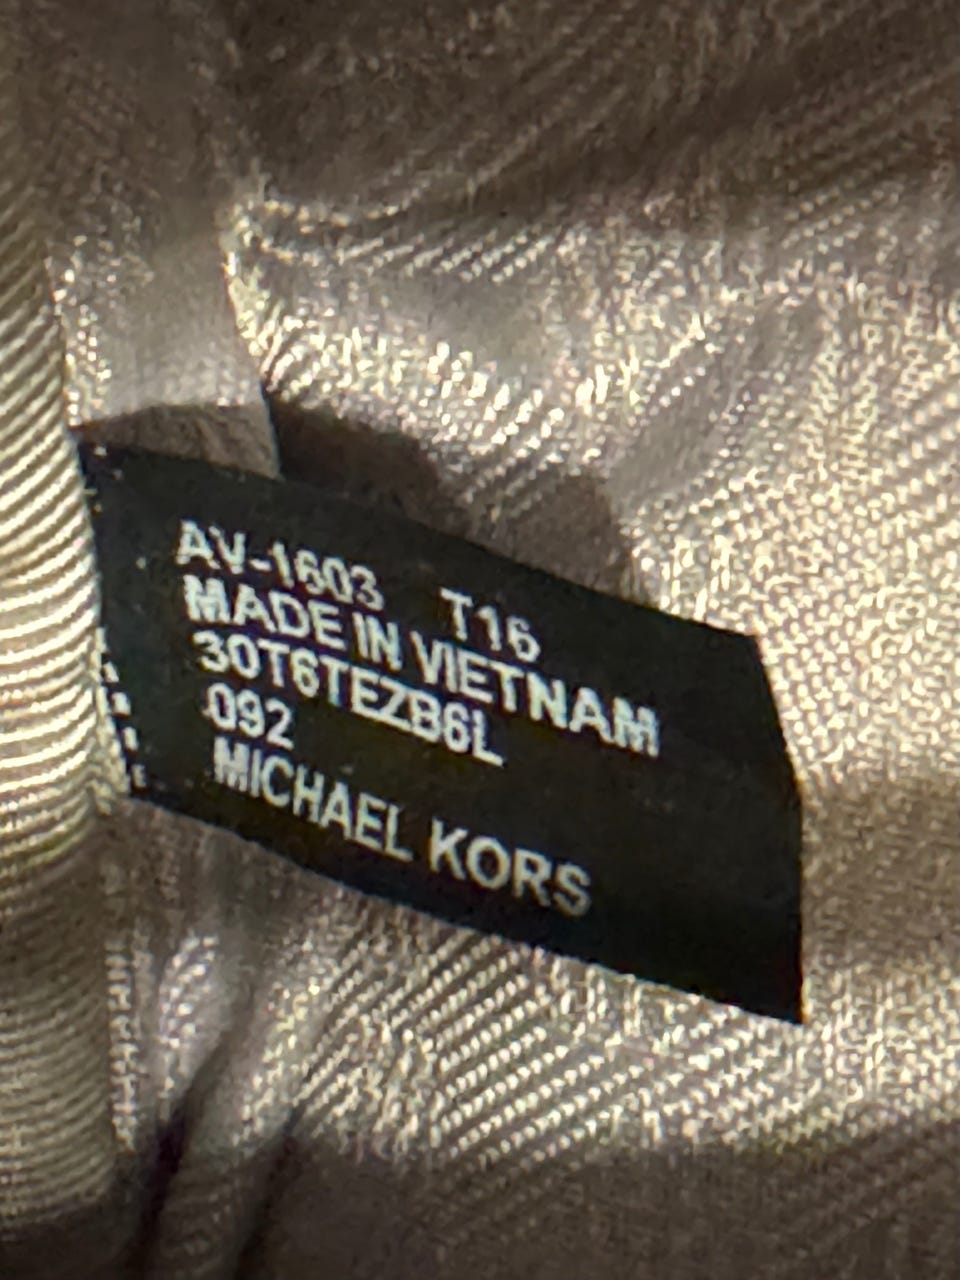 AV-1603 T16
MADE IN VIETNAM
30T6TEZB6L
092
MICHAEL KORS